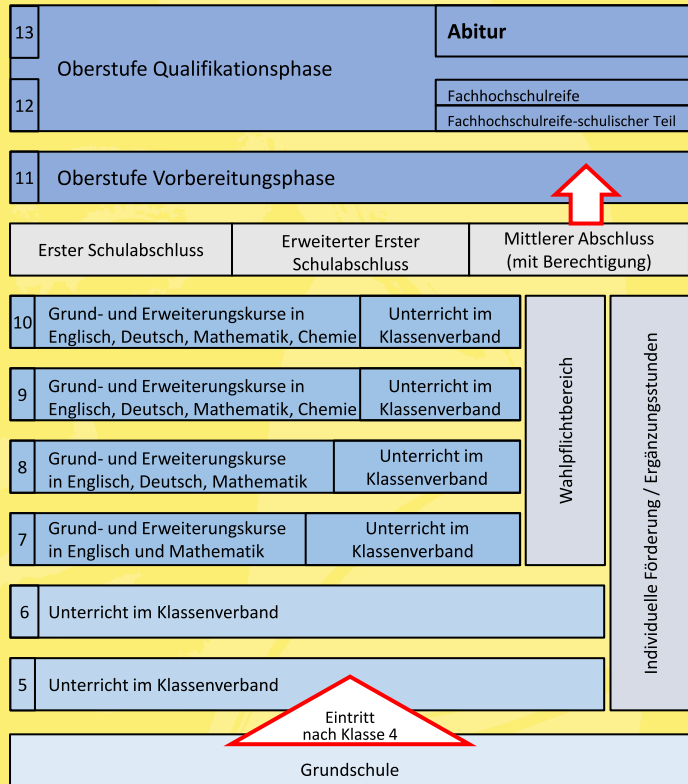 13
Abitur
Oberstufe Qualifikationsphase
12
Fachhochschulreife
Fachhochschulreife-schulischer Teil
11
Oberstufe Vorbereitungsphase
Erster Schulabschluss
Erweiterter Erster
Schulabschluss
Mittlerer Abschluss
(mit Berechtigung)
10
Grund- und Erweiterungskurse in
Englisch, Deutsch, Mathematik, Chemie
Unterricht im
Klassenverband
9
Grund- und Erweiterungskurse in
Englisch, Deutsch, Mathematik, Chemie
Unterricht im
Klassenverband
8
Grund- und Erweiterungskurse
in Englisch, Deutsch, Mathematik
Unterricht im
Klassenverband
7
Grund- und Erweiterungskurse
in Englisch und Mathematik
Unterricht im
Klassenverband
Wahlpflichtbereich
Individuelle Förderung / Ergänzungsstunden
6
Unterricht im Klassenverband
5
Unterricht im Klassenverband
Eintritt
nach Klasse 4
Grundschule